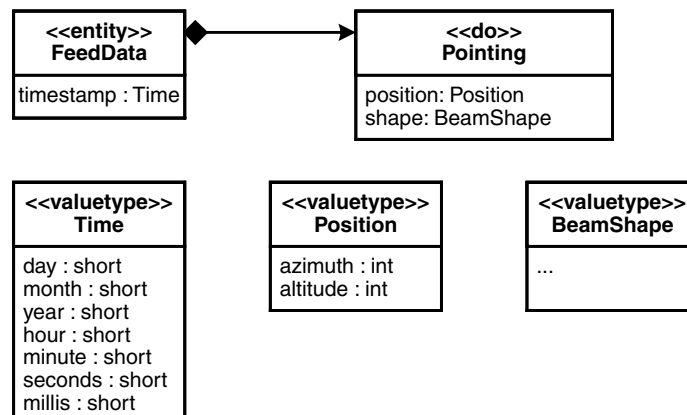 <<entity>>
FeedData
timestamp : Time
<<do>>
Pointing
position: Position
shape: BeamShape
<<valuetype>>
Time
day : short
month : short
year : short
hour : short
minute : short
seconds : short
millis : short
<<valuetype>>
Position
azimuth : int
altitude : int
<<valuetype>>
BeamShape
...